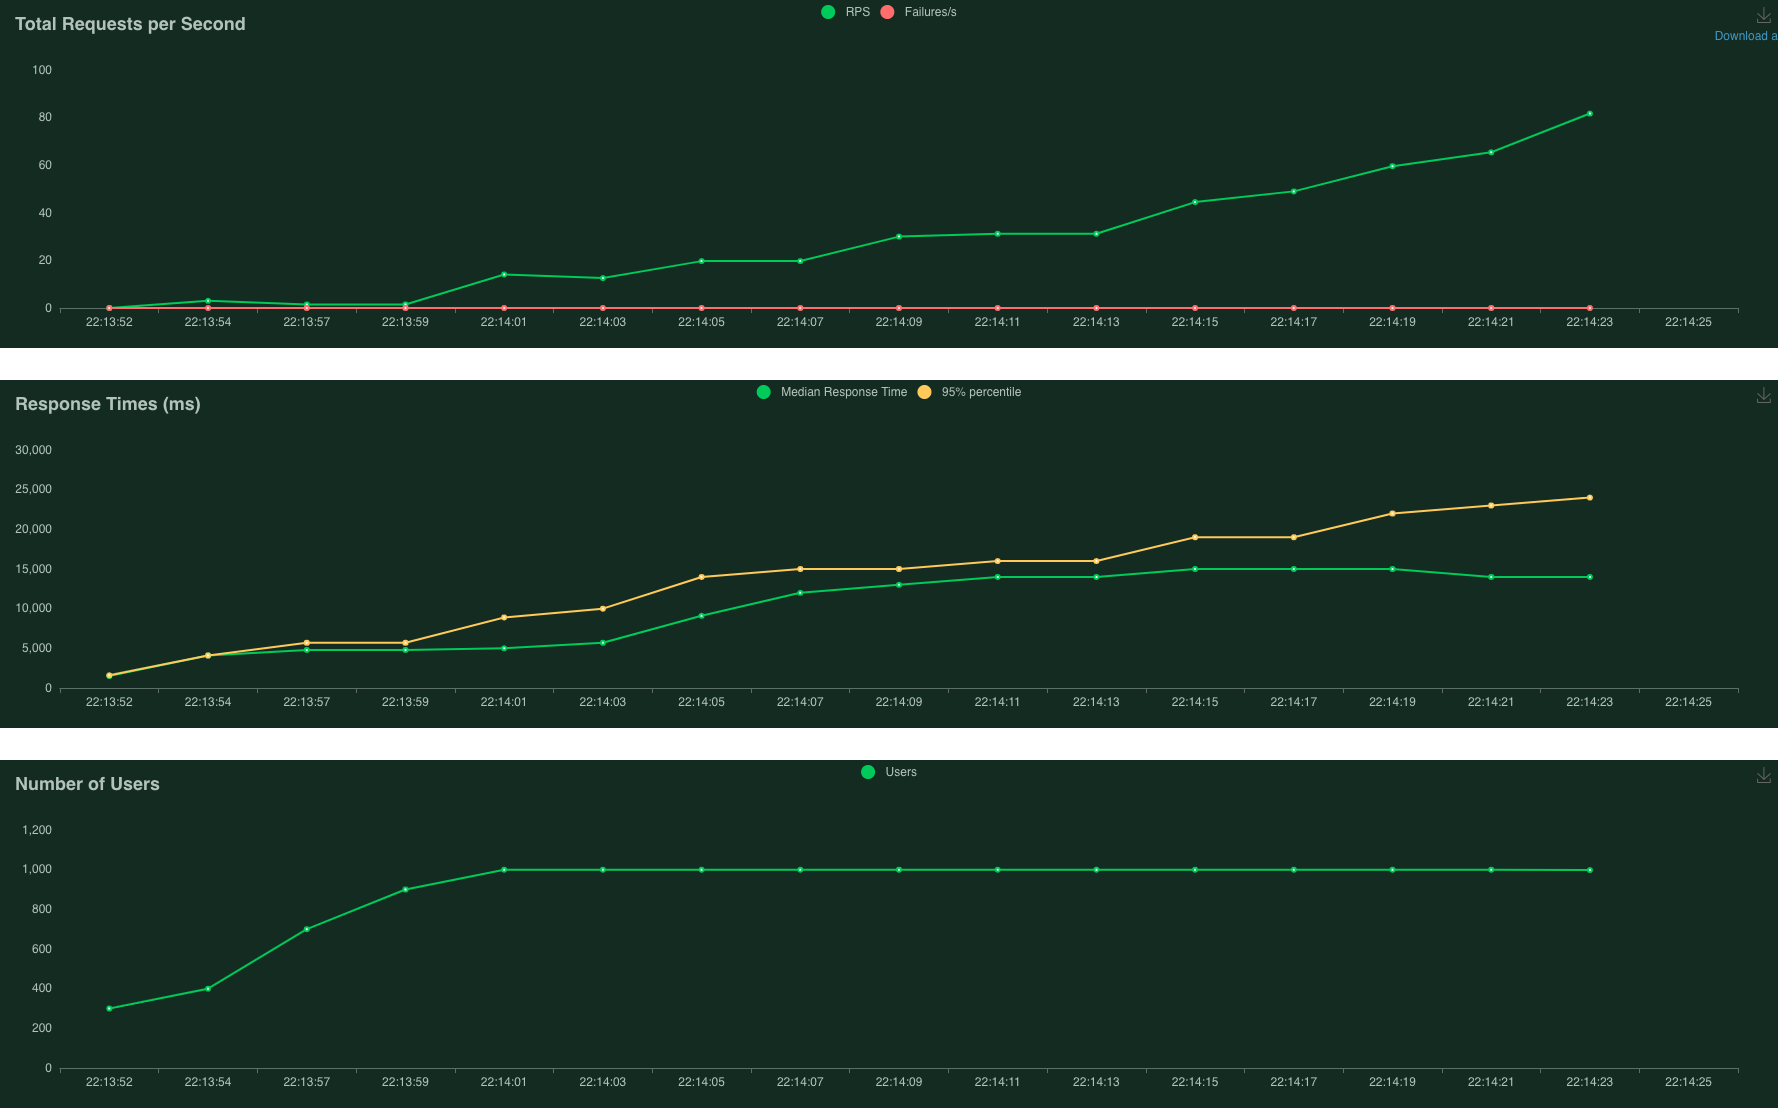 Total Requests per Second
RPS Failures/s
Download a
100
80
60
40
20
0
22:13:52 22:13:54 22:13:57 22:13:59 22:14:01 22:14:03 22:14:05 22:14:07 22:14:09 22:14:11 22:14:13 22:14:15 22:14:17 22:14:19 22:14:21 22:14:23 22:14:25
Response Times (ms)
Median Response Time 95% percentile
30,000
25,000
20,000
15,000
10,000
5,000
0
22:13:52 22:13:54 22:13:57 22:13:59 22:14:01 22:14:03 22:14:05 22:14:07 22:14:09 22:14:11 22:14:13 22:14:15 22:14:17 22:14:19 22:14:21 22:14:23 22:14:25
Number of Users
Users
1,200
1,000
800
600
400
200
0
22:13:52 22:13:54 22:13:57 22:13:59 22:14:01 22:14:03 22:14:05 22:14:07 22:14:09 22:14:11 22:14:13 22:14:15 22:14:17 22:14:19 22:14:21 22:14:23 22:14:25